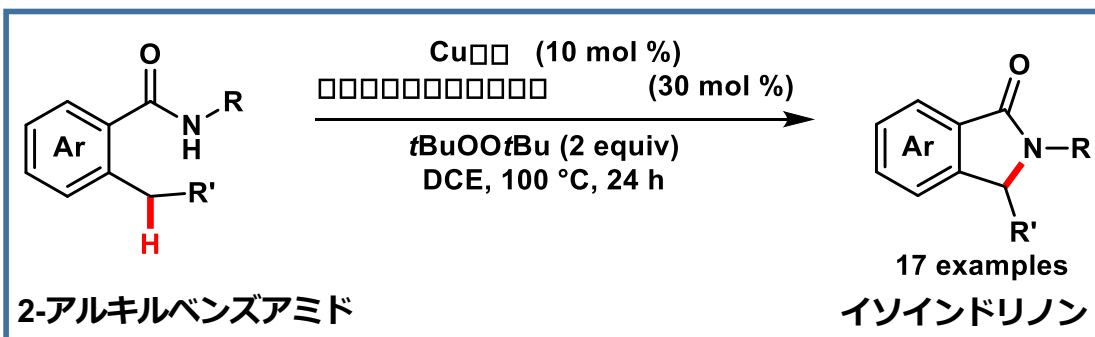 O
N
H
R
Ar
R'
H
Cu□□ (10 mol %)
□□□□□□□□□□□ (30 mol %)
tBuOOtBu (2 equiv)
DCE, 100 °C, 24 h
O
Ar
N
R
R'
17 examples
2-アルキルベンズアミド
イソインドリノン